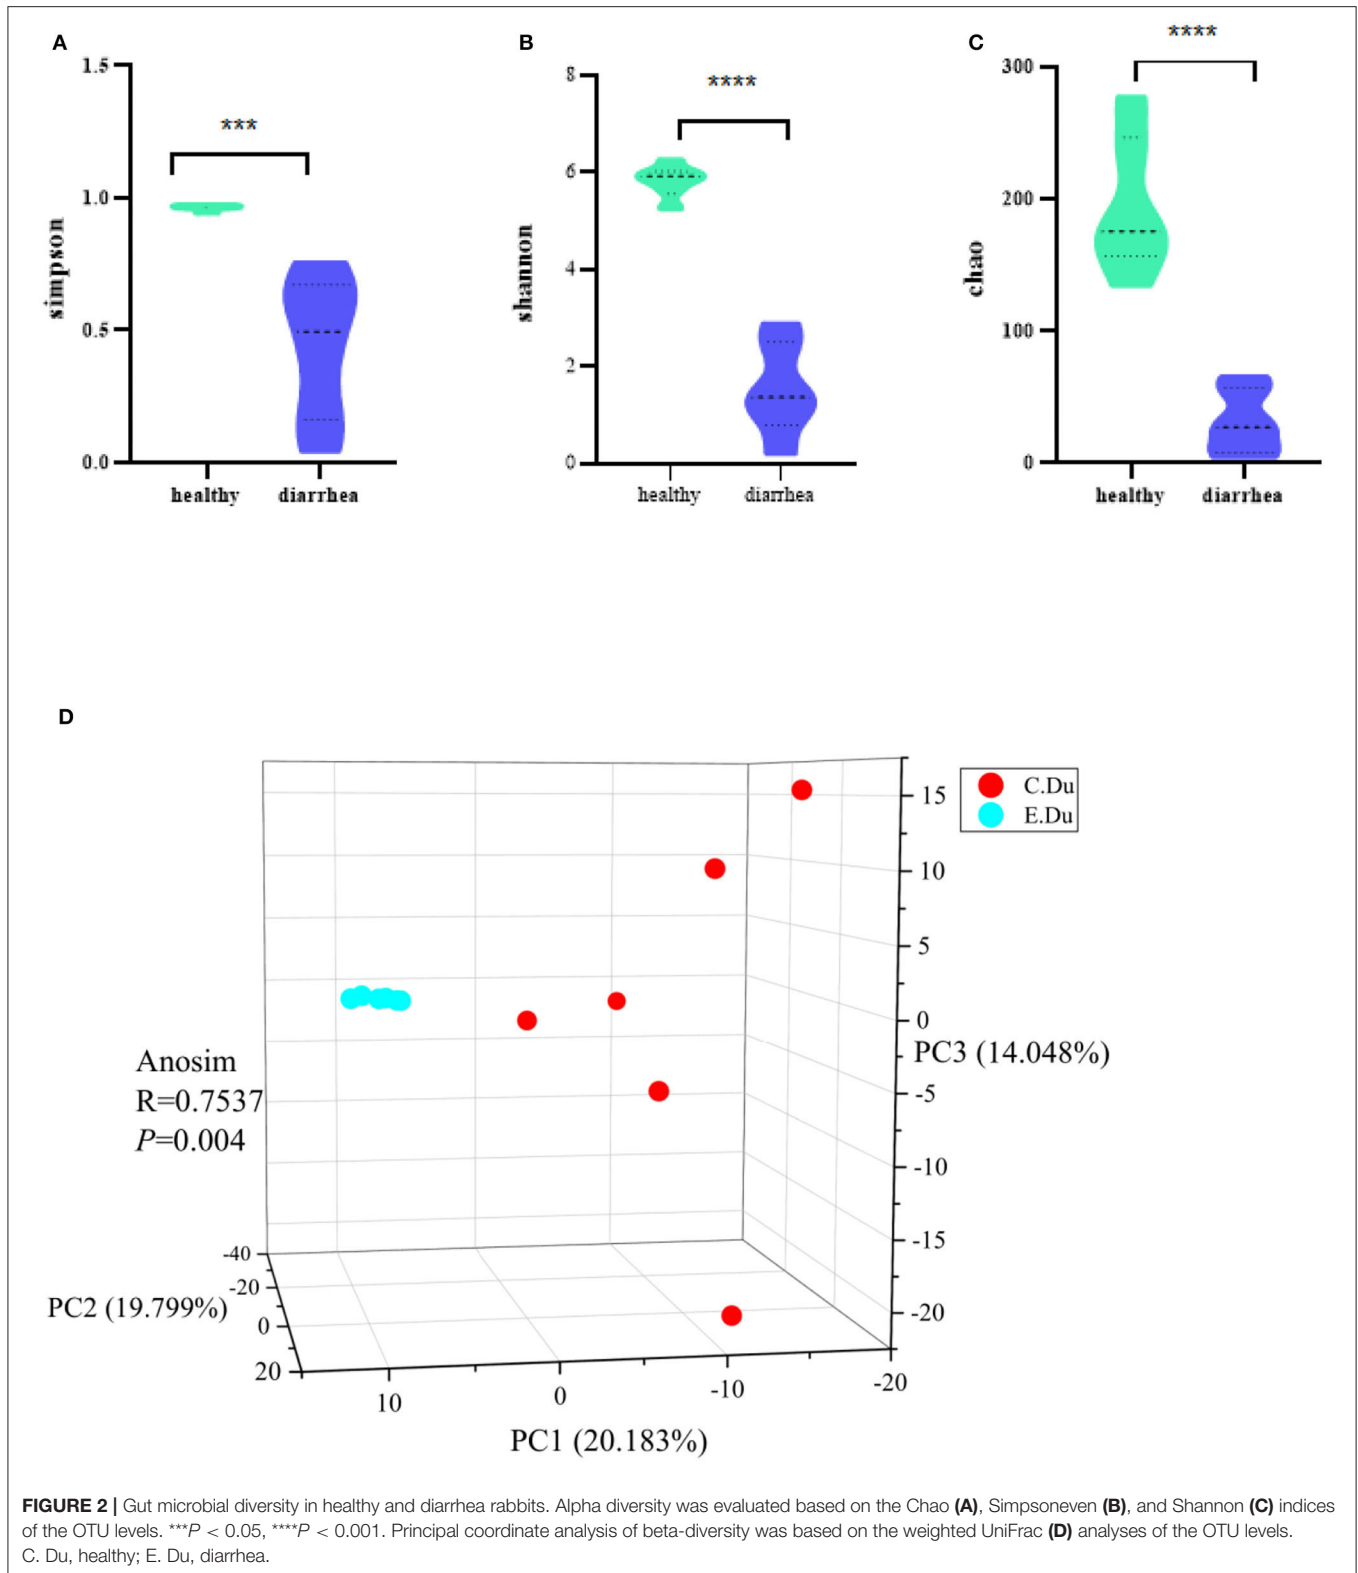 A
1.5
1.0
0.5
0.0
simpson
***
healthy diarrhea
B
8
6
4
2
0
shannon
****
healthy diarrhea
C
300
200
100
0
chao
****
healthy diarrhea
D
C.Du
E.Du
15
10
5
0
-5
-10
-15
-20
PC3 (14.048%)
Anosim
R=0.7537
P=0.004
-40
-20
0
20
PC2 (19.799%)
10 0 -10 -20
PC1 (20.183%)
FIGURE 2 | Gut microbial diversity in healthy and diarrhea rabbits. Alpha diversity was evaluated based on the Chao (A), Simpsoneven (B), and Shannon (C) indices
of the OTU levels. ***P < 0.05, ****P < 0.001. Principal coordinate analysis of beta-diversity was based on the weighted UniFrac (D) analyses of the OTU levels.
C. Du, healthy; E. Du, diarrhea.